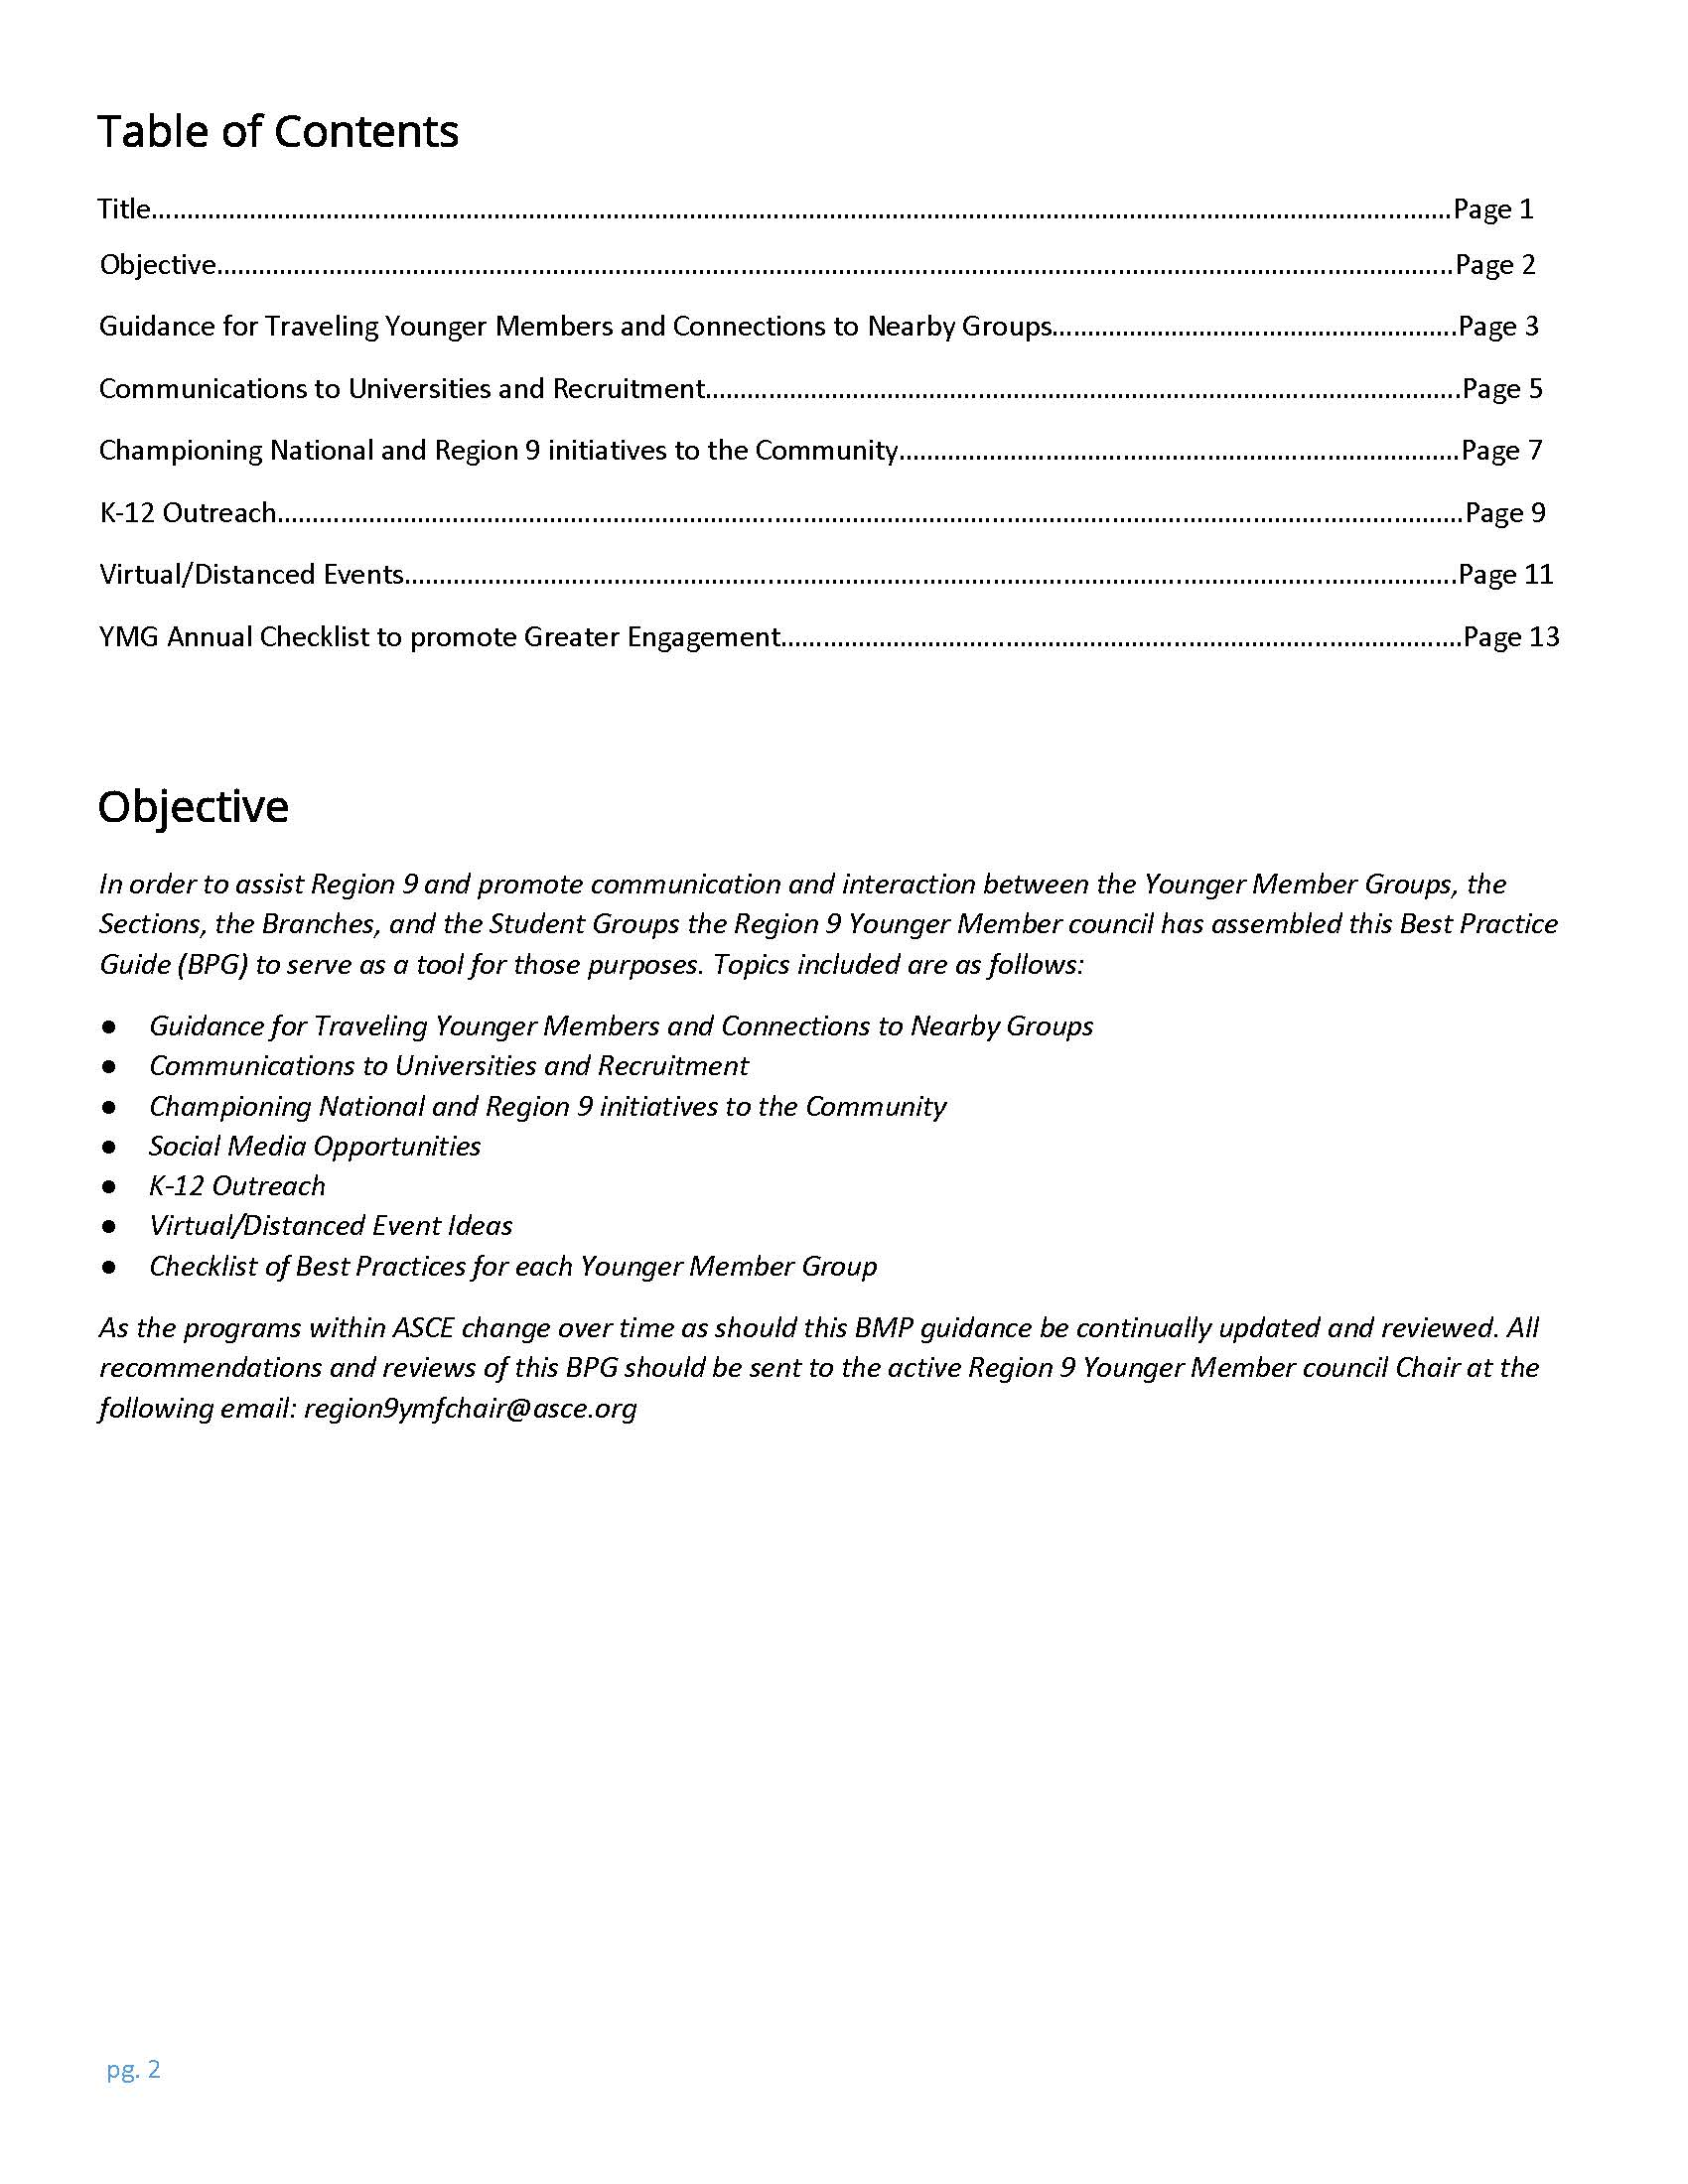 Table of Contents
Title....................................................................................................Page 1
Objective....................................................................................................Page 2
Guidance for Traveling Younger Members and Connections to Nearby Groups........................................................Page 3
Communications to Universities and Recruitment....................................................................................................Page 5
Championing National and Region 9 initiatives to the Community................................................................................Page 7
K-12 Outreach....................................................................................................Page 9
Virtual/Distanced Events....................................................................................................Page 11
YMG Annual Checklist to promote Greater Engagement................................................................................................Page 13
Objective
In order to assist Region 9 and promote communication and interaction between the Younger Member Groups, the
Sections, the Branches, and the Student Groups the Region 9 Younger Member council has assembled this Best Practice
Guide (BPG) to serve as a tool for those purposes. Topics included are as follows:
● Guidance for Traveling Younger Members and Connections to Nearby Groups
● Communications to Universities and Recruitment
● Championing National and Region 9 initiatives to the Community
● Social Media Opportunities
● K-12 Outreach
● Virtual/Distanced Event Ideas
● Checklist of Best Practices for each Younger Member Group
As the programs within ASCE change over time as should this BMP guidance be continually updated and reviewed. All
recommendations and reviews of this BPG should be sent to the active Region 9 Younger Member council Chair at the
following email: region9ymfchair@asce.org
pg. 2